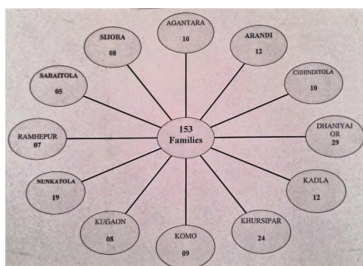 AGANTARA
10
ARANDI
12
CHHINDITOLA
10
DHANIYAJ
OR
29
KADLA
12
KHURSIPAR
24
KOMO
09
KUGAON
08
NUNKATOLA
19
RAMHEPUR
07
SARAITOLA
05
SIJORA
08
153
Families